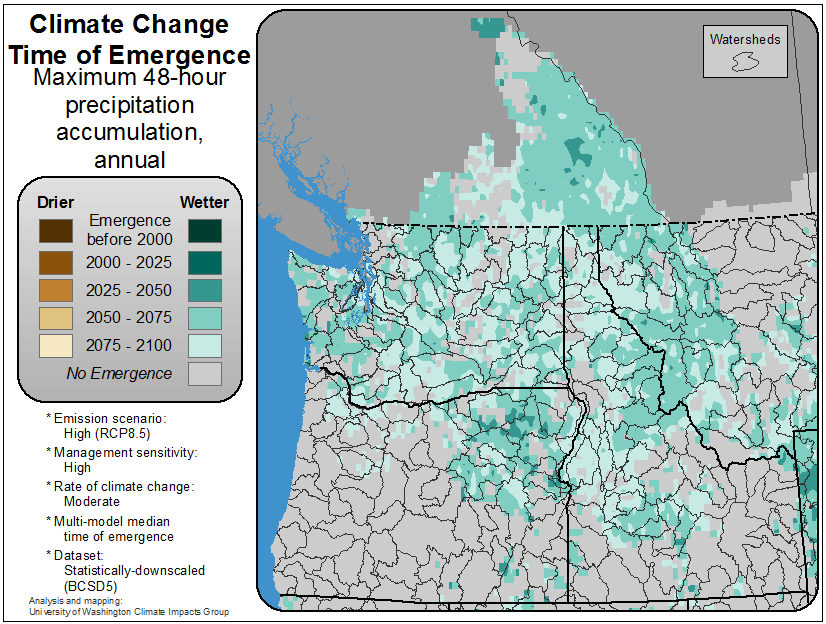 Climate Change
Time of Emergence
Maximum 48-hour
precipitation
accumulation,
annual
Watersheds
Drier Wetter
Emergence
before 2000
2000 - 2025
2025 - 2050
2050 - 2075
2075 - 2100
No Emergence
* Emission scenario:
High (RCP8.5)
* Management sensitivity:
High
* Rate of climate change:
Moderate
* Multi-model median
time of emergence
* Dataset:
Statistically-downscaled
(BCSD5)
Analysis and mapping:
University of Washington Climate Impacts Group